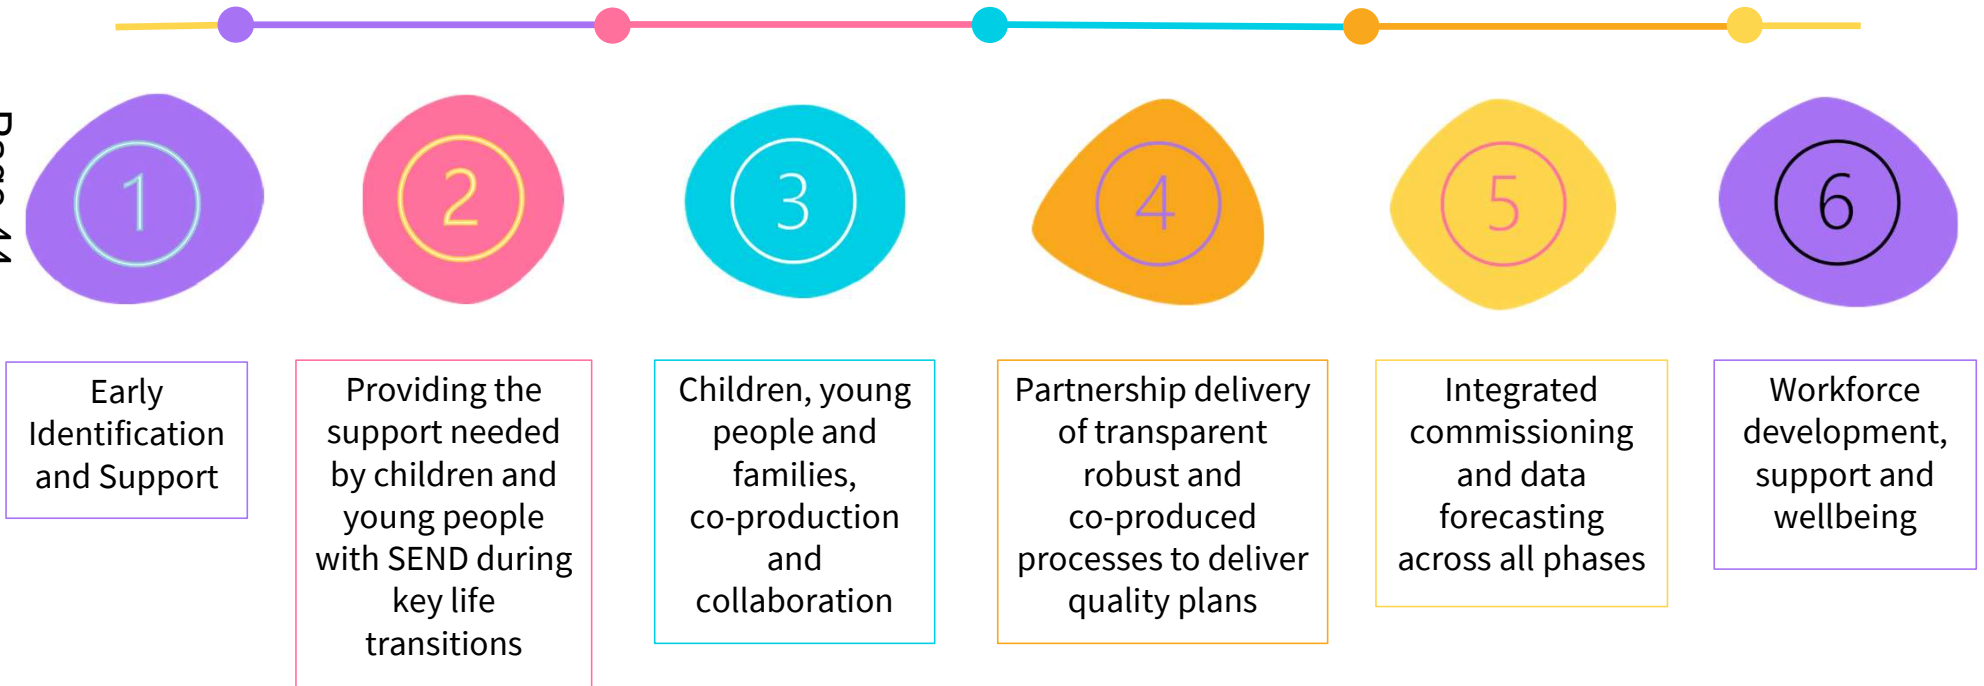 1
2
3
4
5
6
Early
Identification
and Support
Providing the
support needed
by children and
young people
with SEND during
key life
transitions
Children, young
people and
families,
co-production
and
collaboration
Partnership delivery
of transparent
robust and
co-produced
processes to deliver
quality plans
Integrated
commissioning
and data
forecasting
across all phases
Workforce
development,
support and
wellbeing